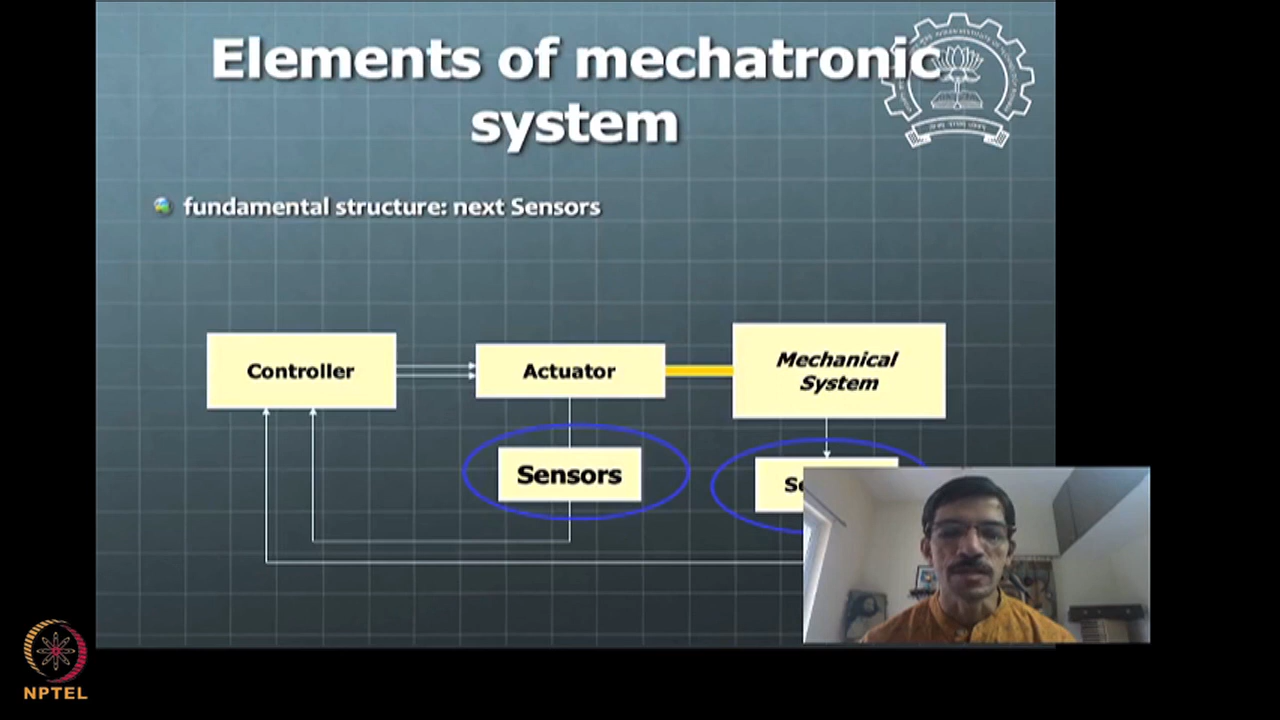 Elements of mechatronic
system
fundamental structure: next Sensors
Controller
Actuator
Mechanical
System
Sensors
NPTEL